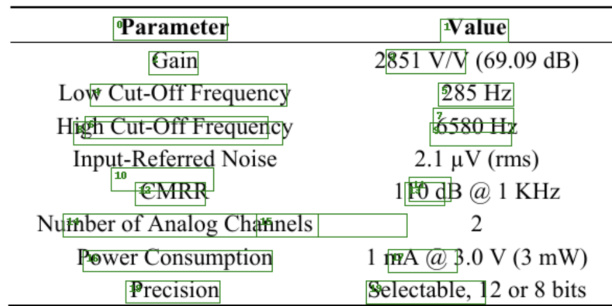 Parameter Value
Gain 2851 V/V (69.09 dB)
Low Cut-Off Frequency 285 Hz
High Cut-Off Frequency 6580 Hz
Input-Referred Noise 2.1 µV (rms)
CMRR 110 dB @ 1 KHz
Number of Analog Channels 2
Power Consumption 1 mA @ 3.0 V (3 mW)
Precision Selectable, 12 or 8 bits